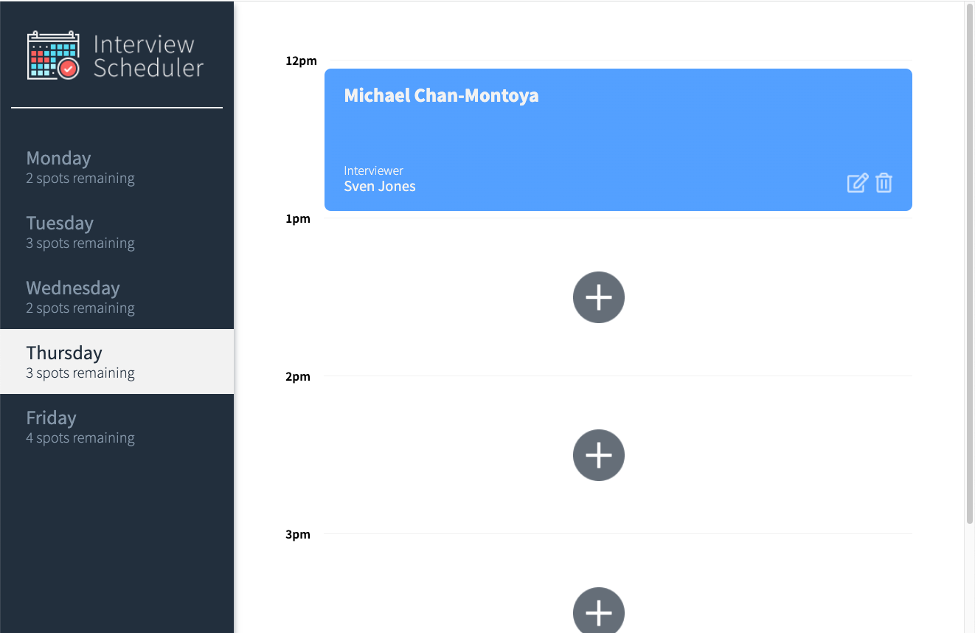 Interview
Scheduler
Monday
2 spots remaining
Tuesday
3 spots remaining
Wednesday
2 spots remaining
Thursday
3 spots remaining
Friday
4 spots remaining
12pm
Michael Chan-Montoya
Interviewer
Sven Jones
1pm
2pm
3pm